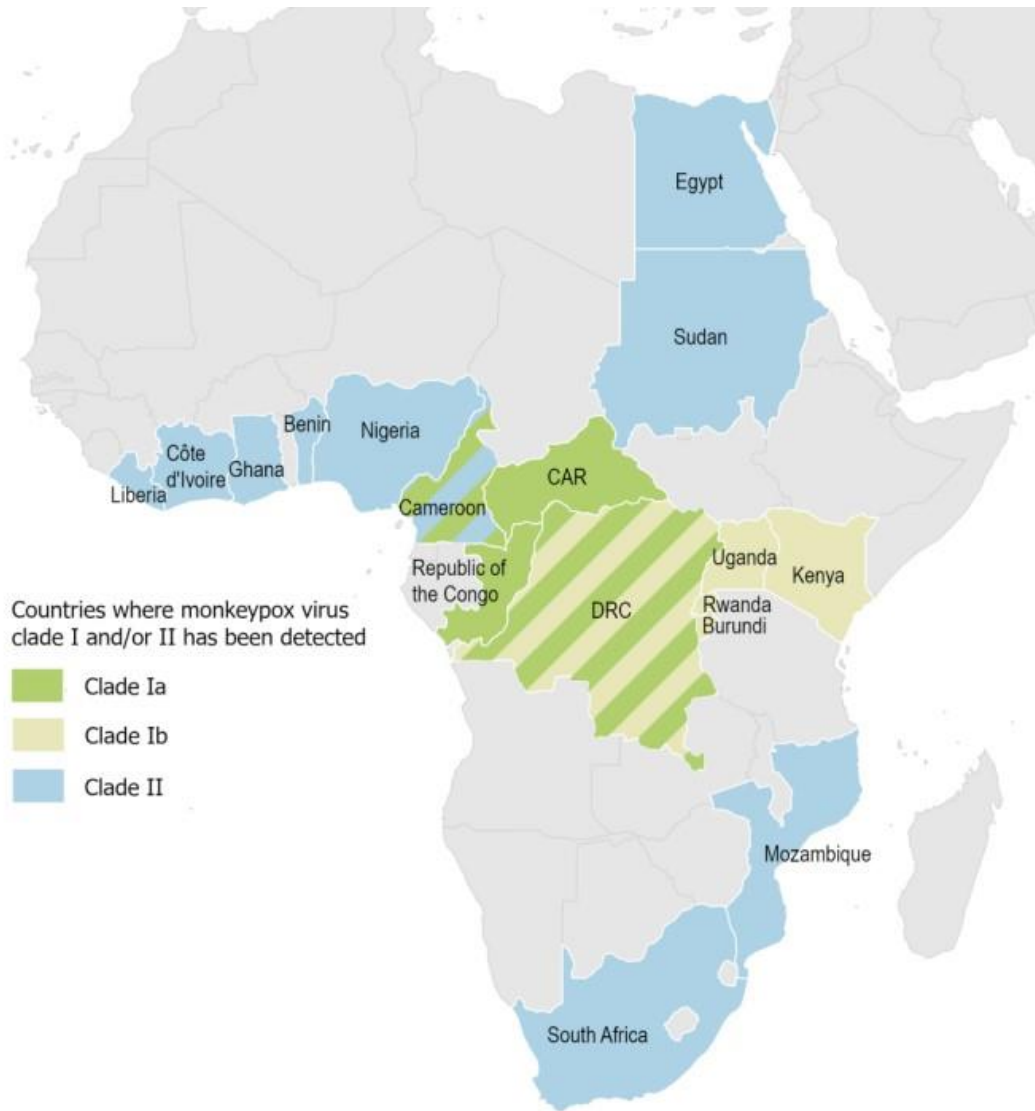 Egypt
Sudan
Benin
Nigeria
Côte
d'Ivoire
Ghana
Liberia
CAR
Cameroon
Republic of
the Congo
DRC
Uganda
Kenya
Rwanda
Burundi
Countries where monkeypox virus
clade I and/or II has been detected
Clade Ia
Clade Ib
Clade II
Mozambique
South Africa